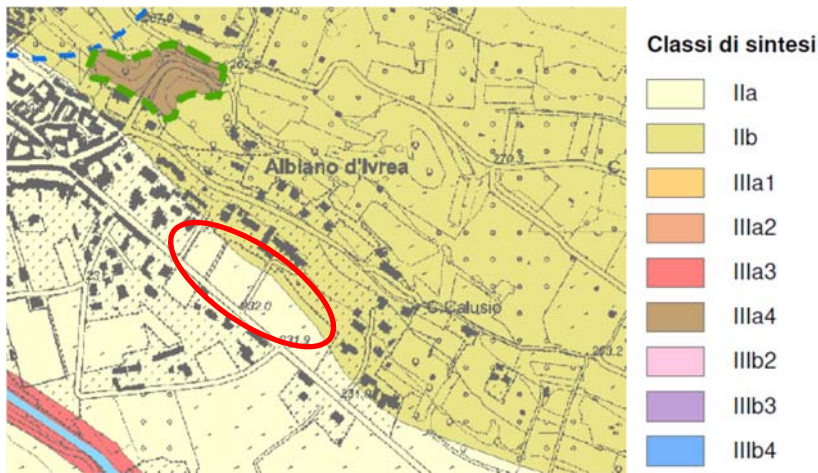 Albiano d'Ivrea
270.3
C
C. Calusio
232.0
231.9
Classi di sintesi
IIa
IIb
IIIa1
IIIa2
IIIa3
IIIa4
IIIb2
IIIb3
IIIb4